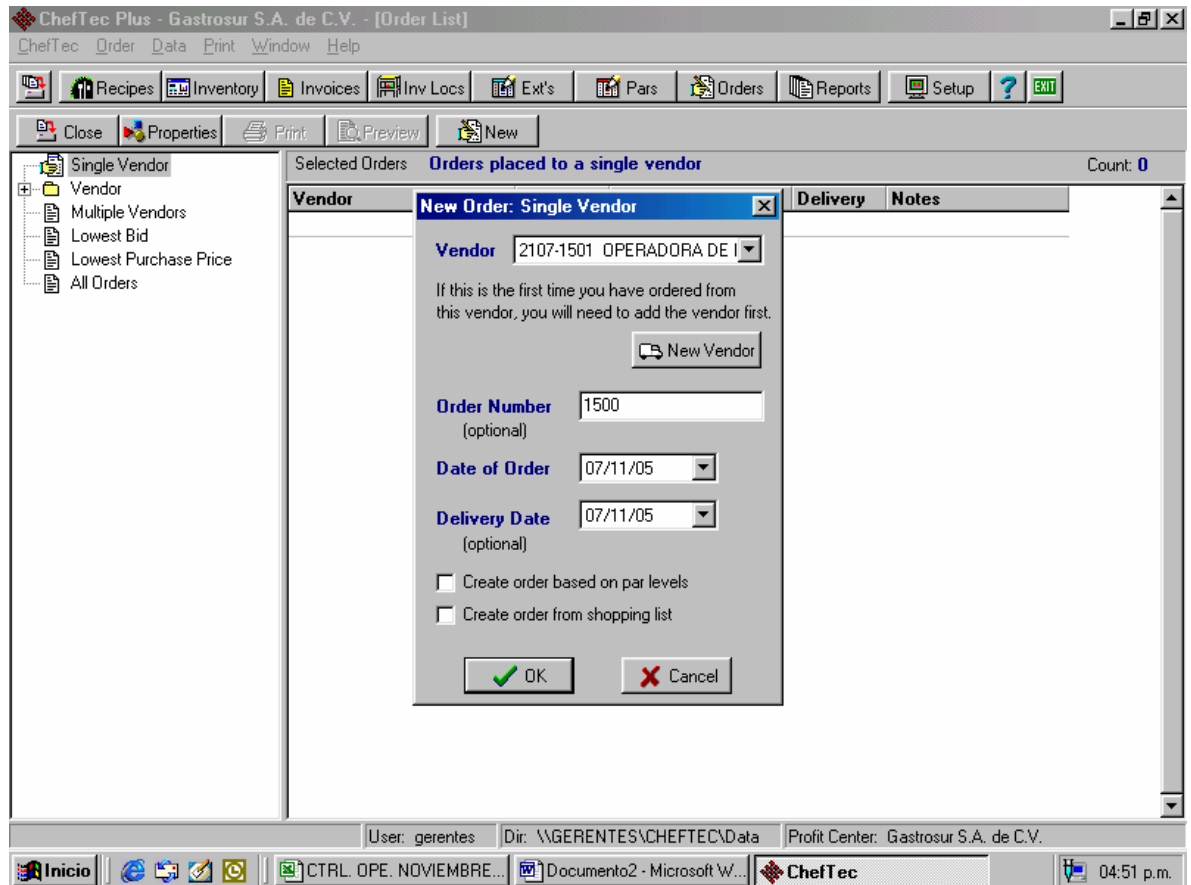 ChefTec Plus - Gastrosur S.A. de C.V. - [Order List]
ChefTec Order Data Print Window Help
Recipes Inventory Invoices Inv Locs Ext's Pars Orders Reports Setup ? EXIT
Close Properties Print Preview New
Single Vendor
Vendor
Multiple Vendors
Lowest Bid
Lowest Purchase Price
All Orders
Selected Orders Orders placed to a single vendor Count: 0
Vendor Delivery Notes
New Order: Single Vendor
Vendor 2107-1501 OPERADORA DE
If this is the first time you have ordered from
this vendor, you will need to add the vendor first.
New Vendor
Order Number 1500
(optional)
Date of Order 07/11/05
Delivery Date 07/11/05
(optional)
Create order based on par levels
Create order from shopping list
OK Cancel
User: gerentes Dir: \\GERENTES\CHEFTEC\Data Profit Center: Gastrosur S.A. de C.V.
Inicio CTRL. OPE. NOVIEMBRE... Documento2 - Microsoft W... ChefTec 04:51 p.m.